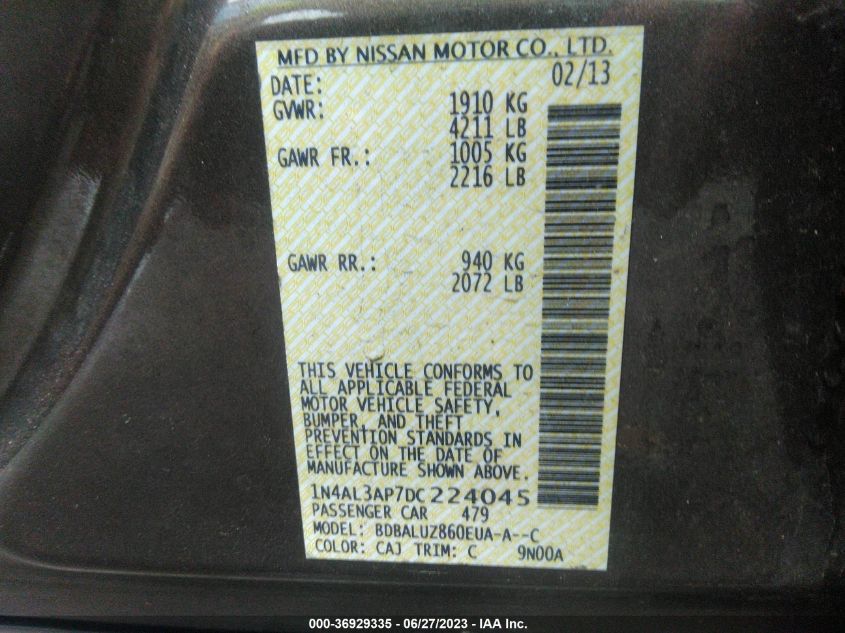 MFD BY NISSAN MOTOR CO., LTD.
DATE: 02/13
GVWR: 1910 KG
4211 LB
GAWR FR.: 1005 KG
2216 LB
GAWR RR.: 940 KG
2072 LB
THIS VEHICLE CONFORMS TO
ALL APPLICABLE FEDERAL
MOTOR VEHICLE SAFETY,
BUMPER, AND THEFT
PREVENTION STANDARDS IN
EFFECT ON THE DATE OF
MANUFACTURE SHOWN ABOVE.
1N4AL3AP7DC224045
PASSENGER CAR 479
MODEL: BDBALUZ860EUA-A--C
COLOR: CAJ TRIM: C 9N00A
000-36929335 - 06/27/2023 - IAA Inc.